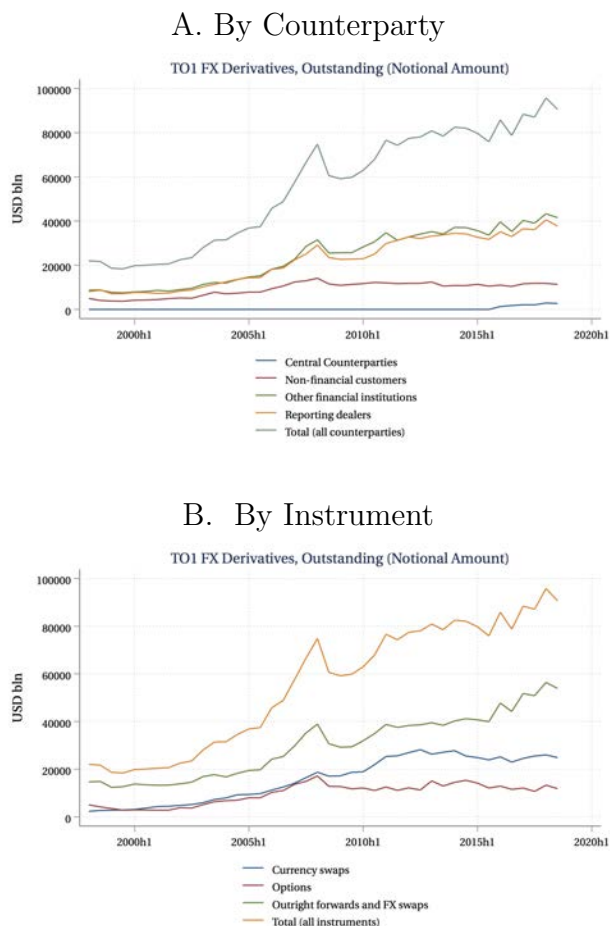 A. By Counterparty
TO1 FX Derivatives, Outstanding (Notional Amount)
USD bln
100000
80000
60000
40000
20000
0
2000h1 2005h1 2010h1 2015h1 2020h1
Central Counterparties
Non-financial customers
Other financial institutions
Reporting dealers
Total (all counterparties)
B. By Instrument
TO1 FX Derivatives, Outstanding (Notional Amount)
USD bln
100000
80000
60000
40000
20000
0
2000h1 2005h1 2010h1 2015h1 2020h1
Currency swaps
Options
Outright forwards and FX swaps
Total (all instruments)